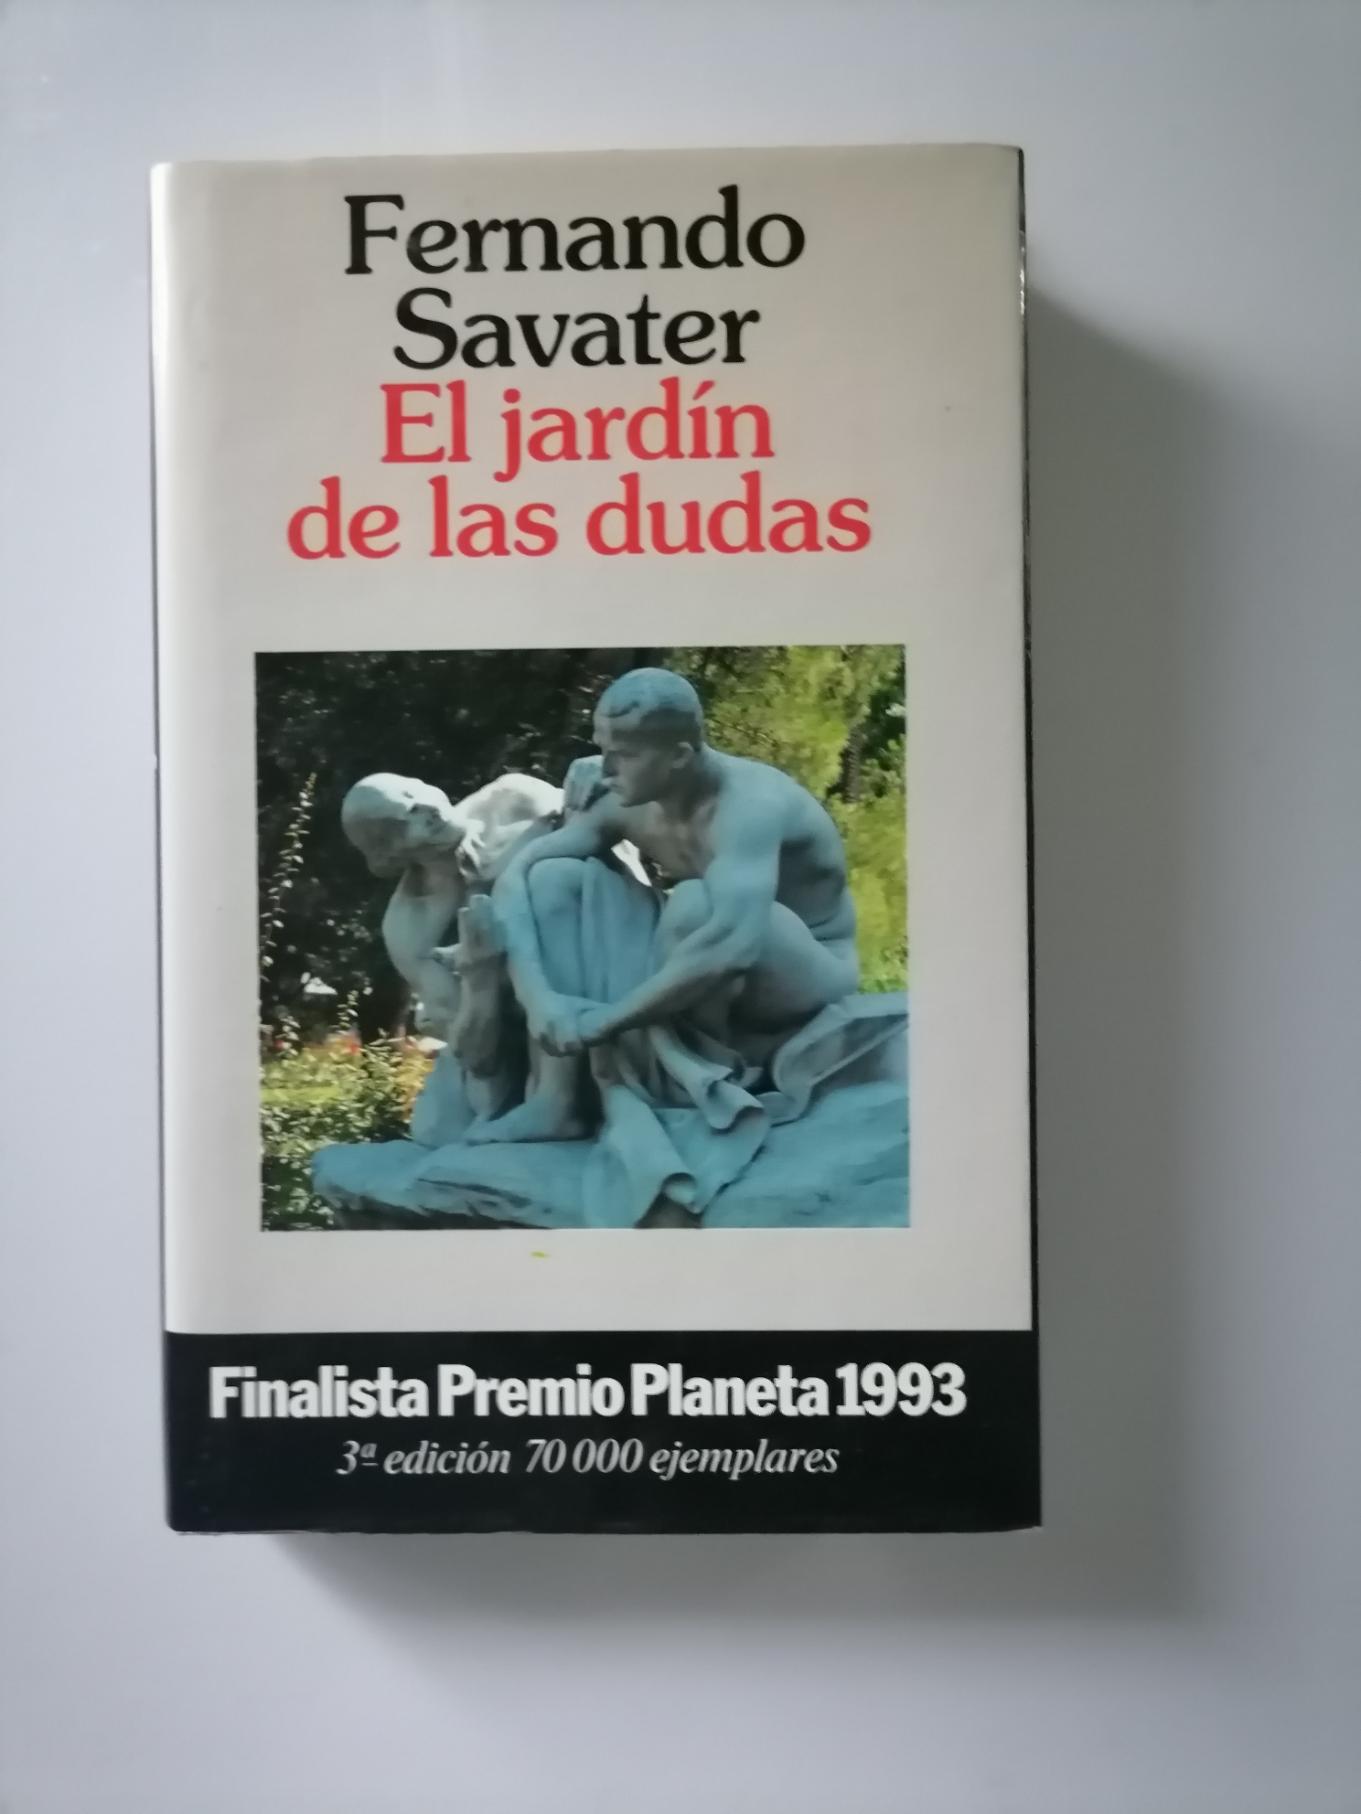 Fernando
Savater
El jardín
de las dudas
Finalista Premio Planeta 1993
3ª edición 70 000 ejemplares